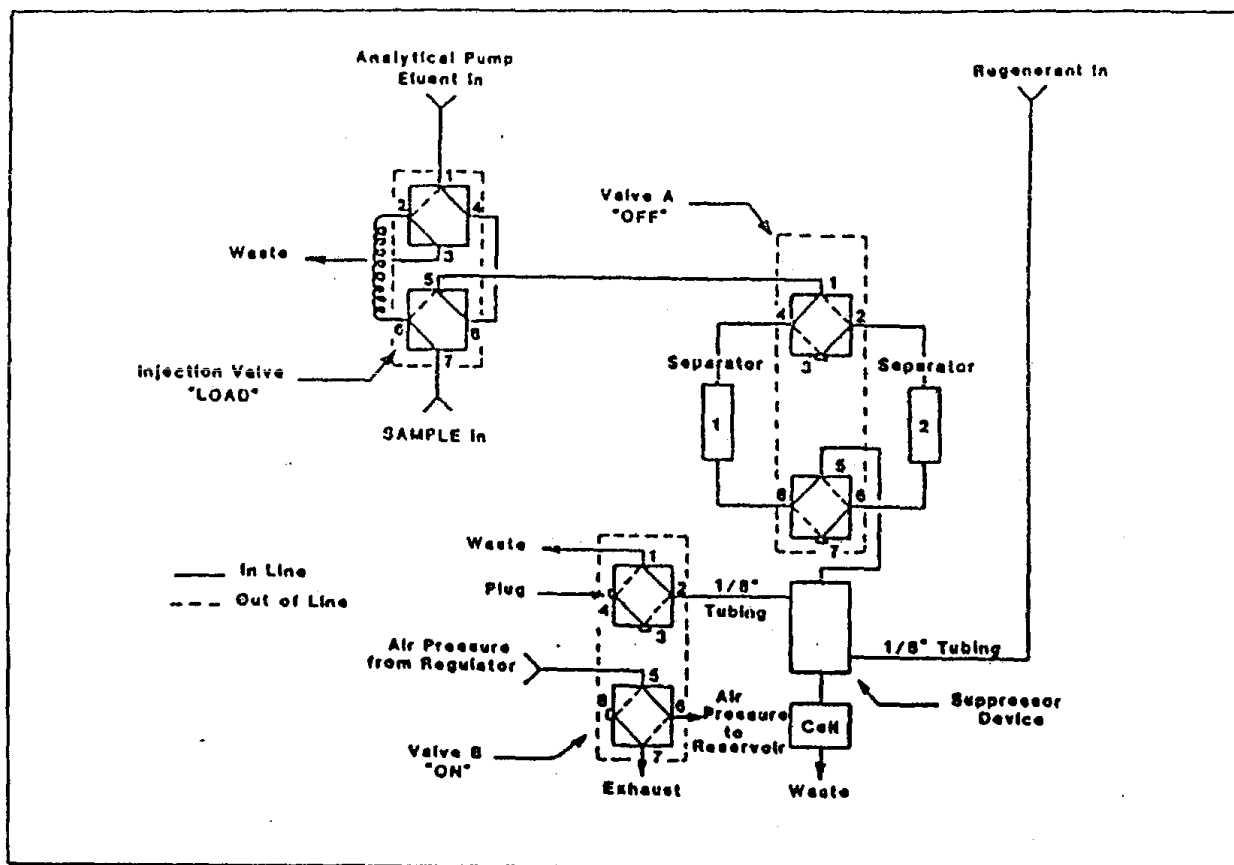 Analytical Pump
Eluent In
Regenerant In
1
2
4
3
Waste
5
6
8
7
Injection Valve
"LOAD"
SAMPLE In
Valve A
"OFF"
1
4
2
3
Separator
Separator
1
2
5
8
6
7
Waste
1
Plug
2
4
3
1/8" 
Tubing
In Line
Out of Line
Air Pressure
from Regulator
5
8
6
7
Air
Pressure
to
Reservoir
1/8" Tubing
Suppressor
Device
Cell
Valve B
"ON"
Exhaust
Waste